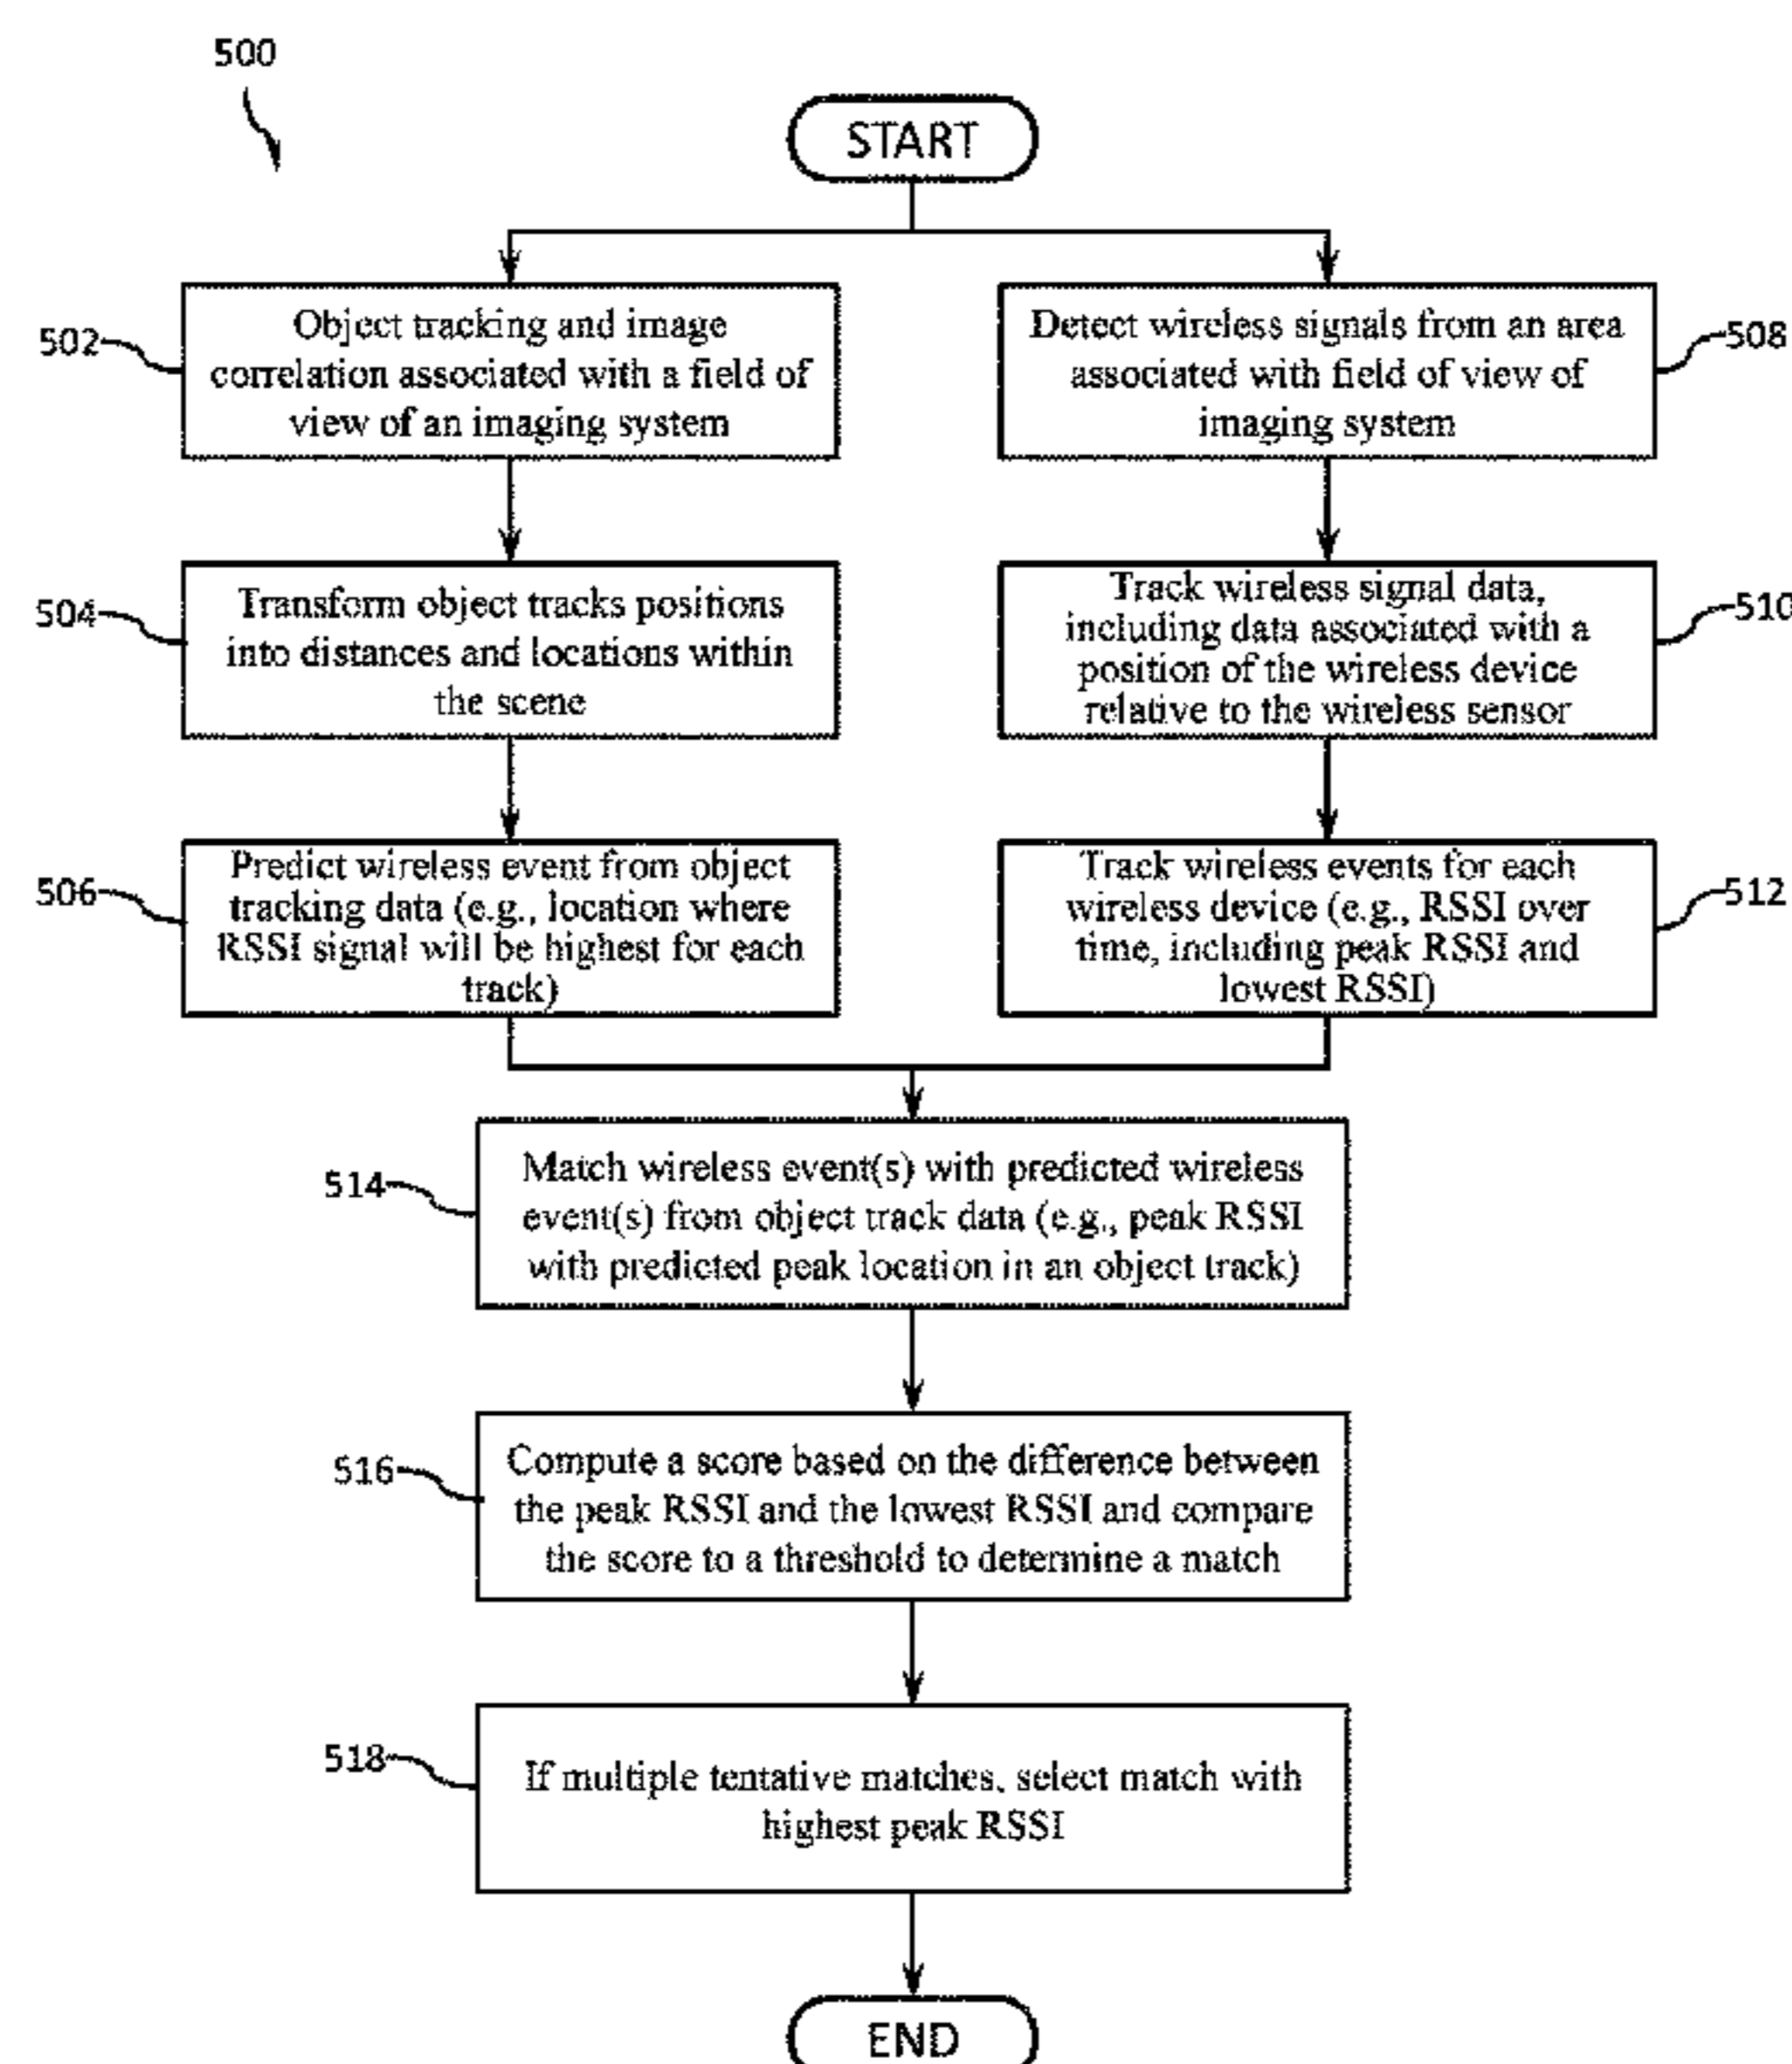 500
START
502
Object tracking and image
correlation associated with a field of
view of an imaging system
508
Detect wireless signals from an area
associated with field of view of
imaging system
504
Transform object tracks positions
into distances and locations within
the scene
510
Track wireless signal data,
including data associated with a
position of the wireless device
relative to the wireless sensor
506
Predict wireless event from object
tracking data (e.g., location where
RSSI signal will be highest for each
track)
512
Track wireless events for each
wireless device (e.g., RSSI over
time, including peak RSSI and
lowest RSSI)
514
Match wireless event(s) with predicted wireless
event(s) from object track data (e.g., peak RSSI
with predicted peak location in an object track)
516
Compute a score based on the difference between
the peak RSSI and the lowest RSSI and compare
the score to a threshold to determine a match
518
If multiple tentative matches, select match with
highest peak RSSI
END